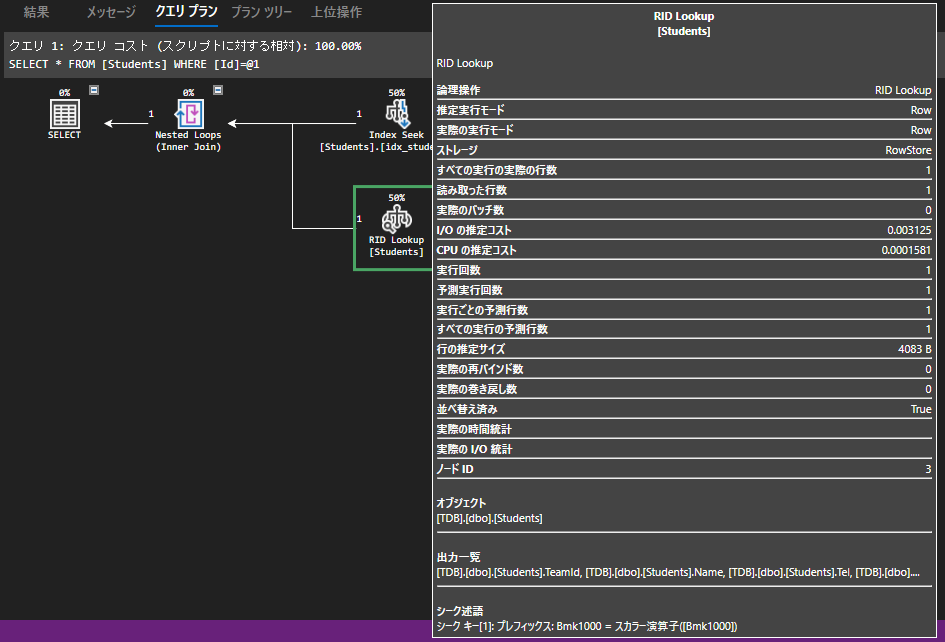 結果 メッセージ クエリ プラン プラン ツリー 上位操作
クエリ 1: クエリ コスト (スクリプトに対する相対): 100.00%
SELECT * FROM [Students] WHERE [Id]=@1
0%
SELECT
1
0%
Nested Loops
(Inner Join)
1
50%
Index Seek
[Students].[idx_stude
1
50%
RID Lookup
[Students]
RID Lookup
[Students]
RID Lookup
論理操作 RID Lookup
推定実行モード Row
実際の実行モード Row
ストレージ RowStore
すべての実行の実際の行数 1
読み取った行数 1
実際のバッチ数 0
I/O の推定コスト 0.003125
CPU の推定コスト 0.0001581
実行回数 1
予測実行回数 1
実行ごとの予測行数 1
すべての実行の予測行数 1
行の推定サイズ 4083 B
実際の再バインド数 0
実際の巻き戻し数 0
並べ替え済み True
実際の時間統計
実際の I/O 統計
ノード ID 3
オブジェクト
[TDB].[dbo].[Students]
出力一覧
[TDB].[dbo].[Students].TeamId, [TDB].[dbo].[Students].Name, [TDB].[dbo].[Students].Tel, [TDB].[dbo]....
シーク述語
シーク キー[1]: プレフィックス: Bmk1000 = スカラー演算子([Bmk1000])